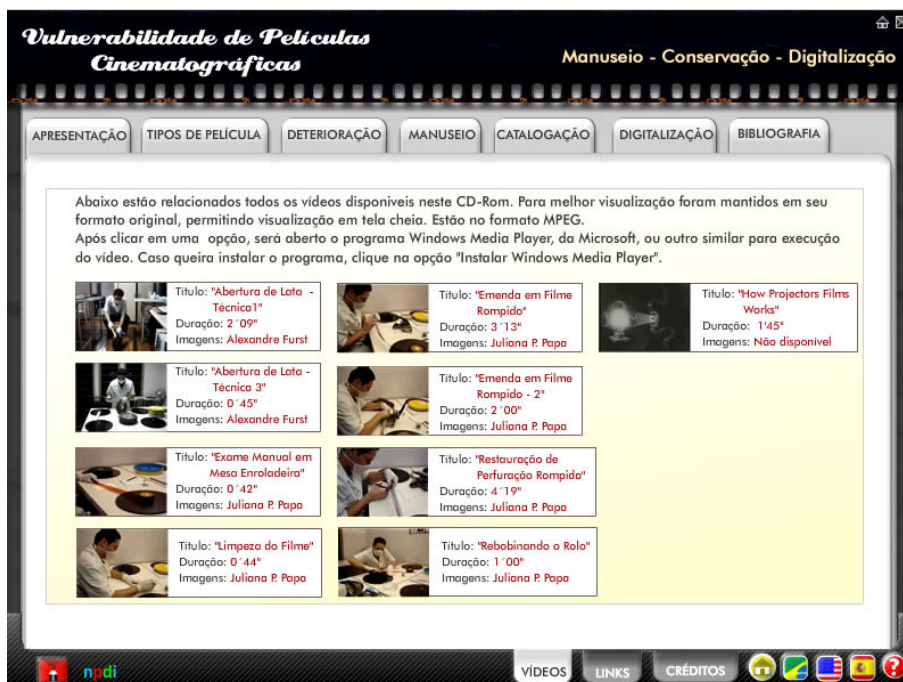 Vulnerabilidade de Películas
Cinematográficas
Manuseio - Conservação - Digitalização
APRESENTAÇÃO
TIPOS DE PELÍCULA
DETERIORAÇÃO
MANUSEIO
CATALOGAÇÃO
DIGITALIZAÇÃO
BIBLIOGRAFIA
Abaixo estão relacionados todos os vídeos disponíveis neste CD-Rom. Para melhor visualização foram mantidos em seu
formato original, permitindo visualização em tela cheia. Estão no formato MPEG.
Após clicar em uma opção, será aberto o programa Windows Media Player, da Microsoft, ou outro similar para execução
do vídeo. Caso queira instalar o programa, clique na opção "Instalar Windows Media Player".
Título: "Abertura de Lata -
Técnica1"
Duração: 2´09"
Imagens: Alexandre Furst
Título: "Abertura de Lata -
Técnica 3"
Duração: 0´45"
Imagens: Alexandre Furst
Título: "Exame Manual em
Mesa Enroladeira"
Duração: 0´42"
Imagens: Juliana P. Papa
Título: "Limpeza do Filme"
Duração: 0´44"
Imagens: Juliana P. Papa
Título: "Emenda em Filme
Rompido"
Duração: 3´13"
Imagens: Juliana P. Papa
Título: "Emenda em Filme
Rompido - 2"
Duração: 2´00"
Imagens: Juliana P. Papa
Título: "Restauração de
Perfuração Rompida"
Duração: 4´19"
Imagens: Juliana P. Papa
Título: "Rebobinando o Rolo"
Duração: 1´00"
Imagens: Juliana P. Papa
Título: "How Projectors Films
Works"
Duração: 1'45"
Imagens: Não disponível
npdi
VÍDEOS
LINKS
CRÉDITOS
?